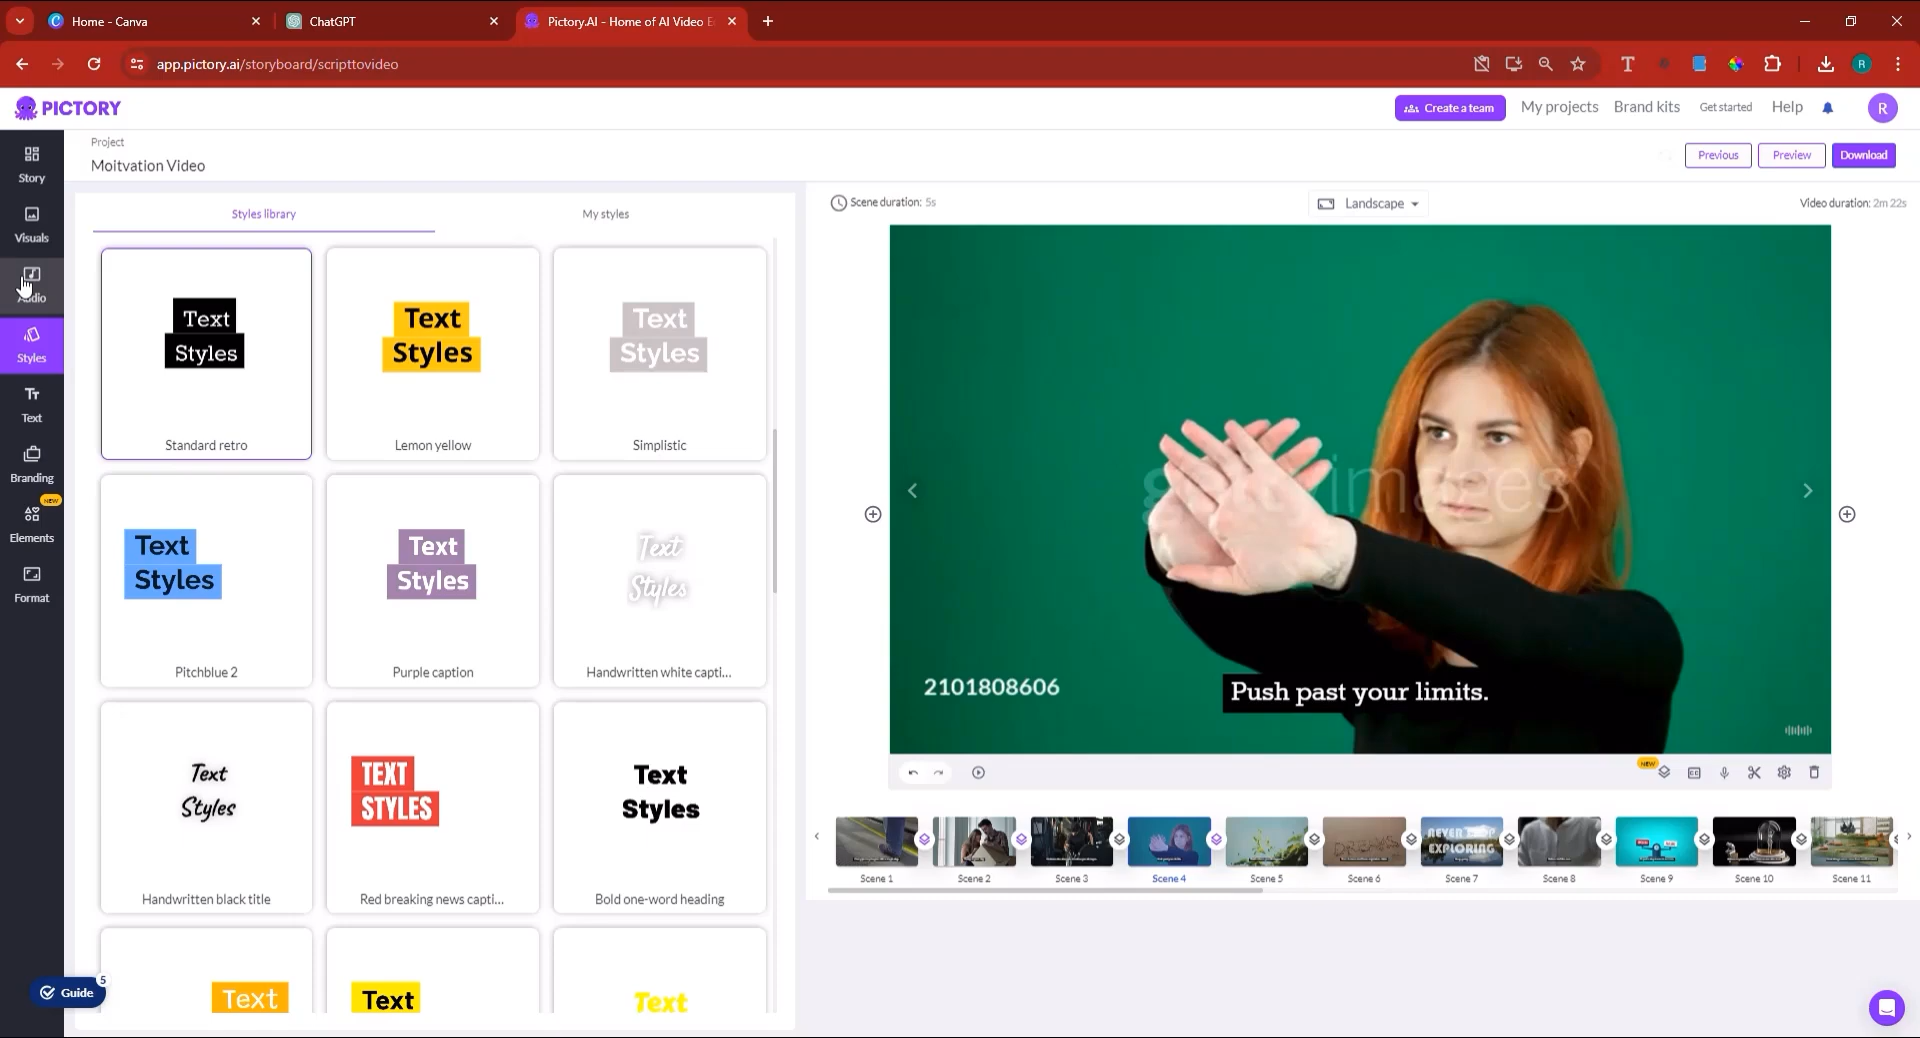 Home - Canva
ChatGPT
Pictory.AI - Home of AI Video E
app.pictory.ai/storyboard/scripttovideo
PICTORY
Create a team
My projects
Brand kits
Get started
Help
R
Project
Moitvation Video
Previous
Preview
Download
Story
Visuals
Audio
Styles
Text
Branding
NEW
Elements
Format
Guide
5
Styles library
My styles
Text
Styles
Standard retro
Text
Styles
Lemon yellow
Text
Styles
Simplistic
Text
Styles
Pitchblue 2
Text
Styles
Purple caption
Text
Styles
Handwritten white capti...
Text
Styles
Handwritten black title
TEXT
STYLES
Red breaking news capti...
Text
Styles
Bold one-word heading
Text
Text
Text
Scene duration: 5s
Landscape
Video duration: 2m 22s
gettyimages
2101808606
Push past your limits.
NEW
NEVER STOP
EXPLORING
DREAMS
Scene 1
Scene 2
Scene 3
Scene 4
Scene 5
Scene 6
Scene 7
Scene 8
Scene 9
Scene 10
Scene 11